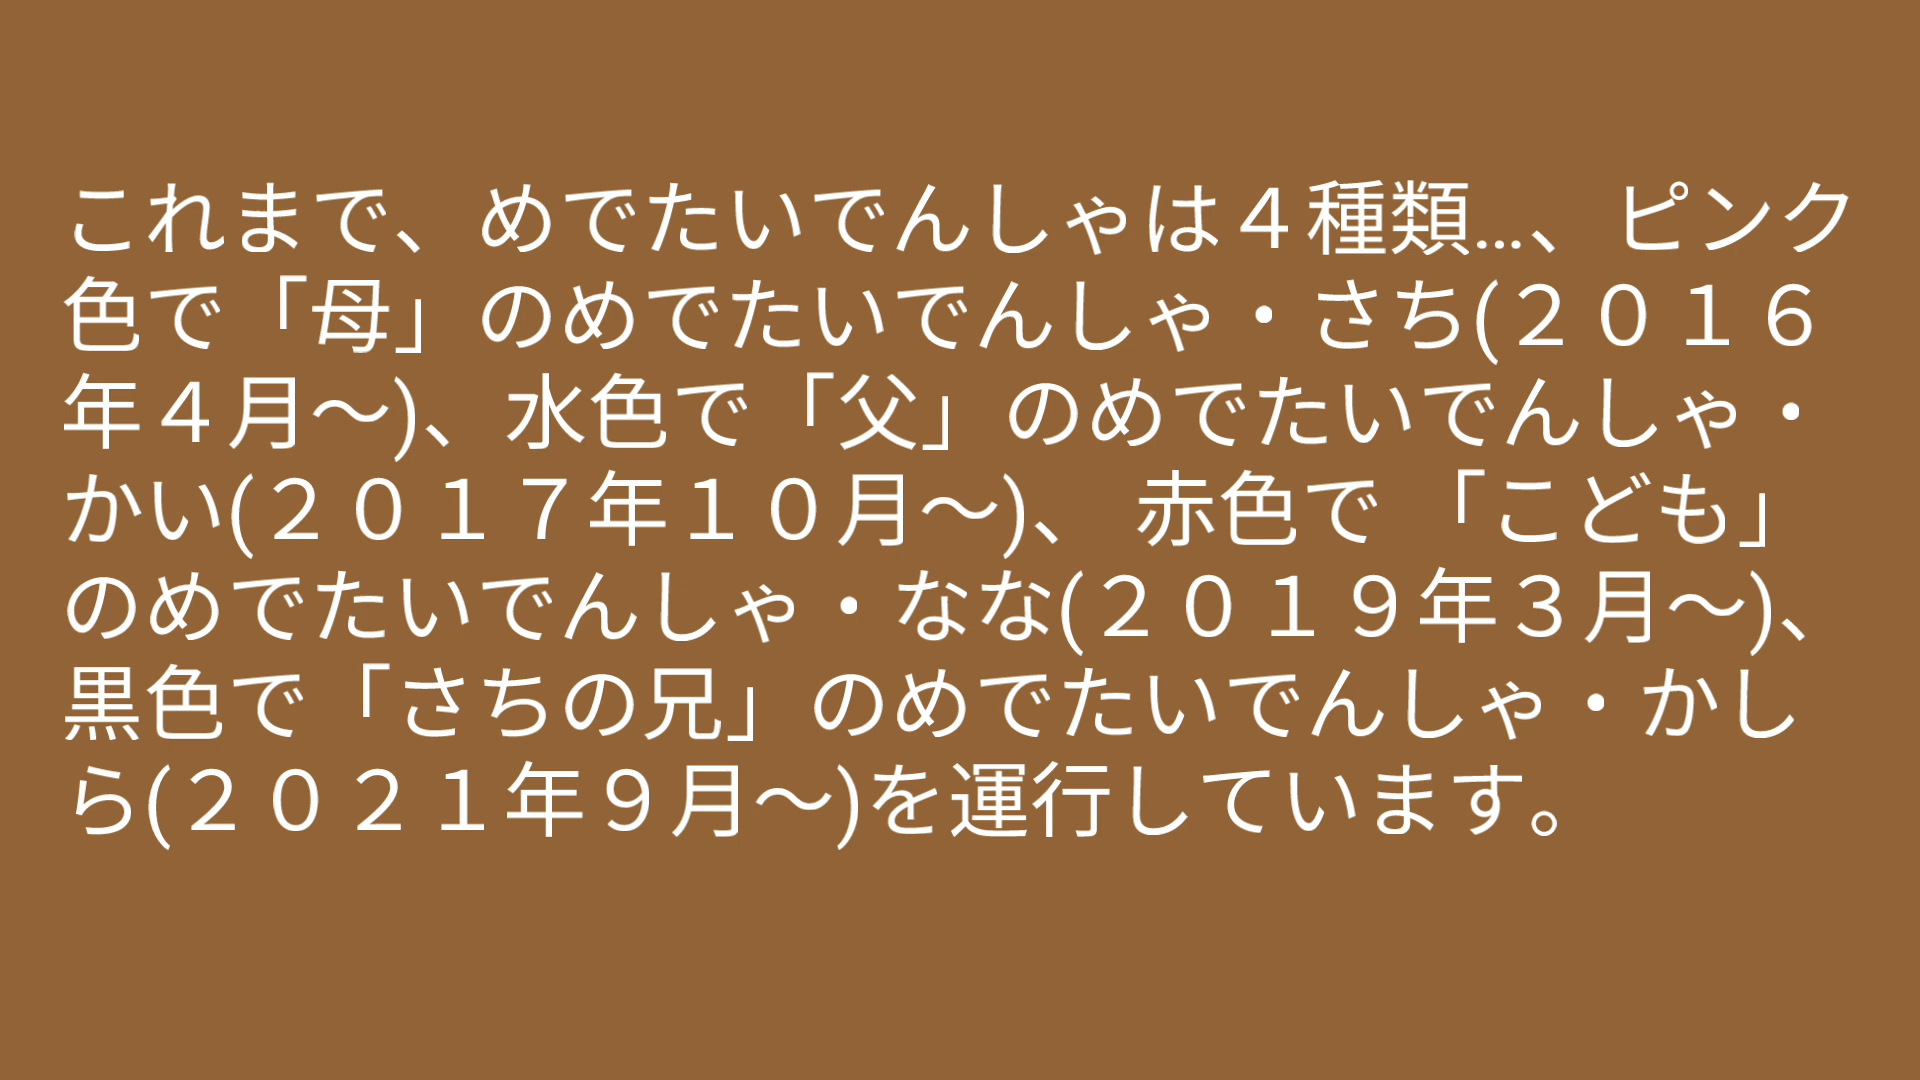 これまで、めでたいでんしゃは４種類...、ピンク
色で「母」のめでたいでんしゃ・さち(２０１６
年４月～)、水色で「父」のめでたいでんしゃ・
かい(２０１７年１０月～)、 赤色で 「こども」
のめでたいでんしゃ・なな(２０１９年３月～)、
黒色で「さちの兄」のめでたいでんしゃ・かし
ら(２０２１年９月～)を運行しています。